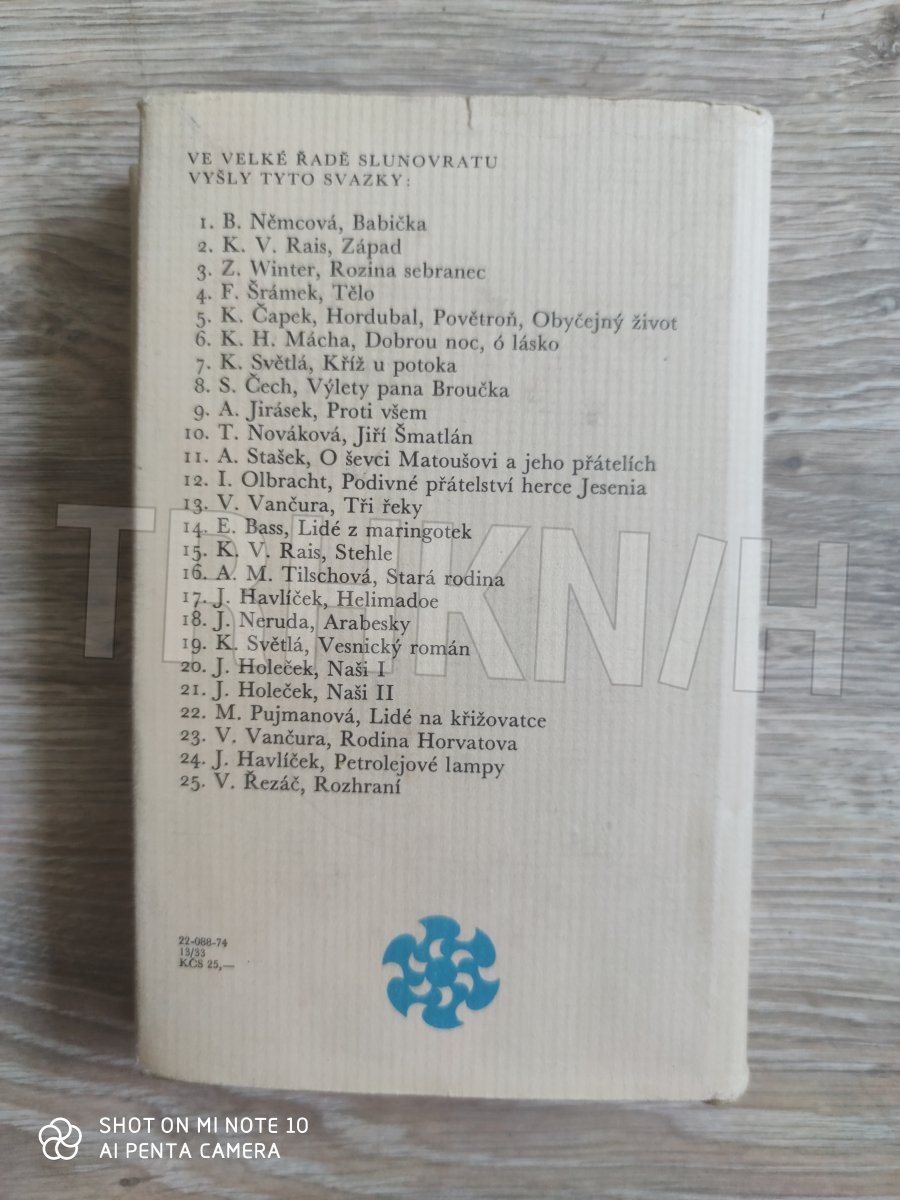 VE VELKÉ ŘADĚ SLUNOVRATU
VYŠLY TYTO SVAZKY:
1. B. Němcová, Babička
2. K. V. Rais, Západ
3. Z. Winter, Rozina sebranec
4. F. Šrámek, Tělo
5. K. Čapek, Hordubal, Povětroň, Obyčejný život
6. K. H. Mácha, Dobrou noc, ó lásko
7. K. Světlá, Kříž u potoka
8. S. Čech, Výlety pana Broučka
9. A. Jirásek, Proti všem
10. T. Nováková, Jiří Šmatlán
11. A. Stašek, O ševci Matoušovi a jeho přátelích
12. I. Olbracht, Podivné přátelství herce Jesenia
13. V. Vančura, Tři řeky
14. E. Bass, Lidé z maringotek
15. K. V. Rais, Stehle
16. A. M. Tilschová, Stará rodina
17. J. Havlíček, Helimadoe
18. J. Neruda, Arabesky
19. K. Světlá, Vesnický román
20. J. Holeček, Naši I
21. J. Holeček, Naši II
22. M. Pujmanová, Lidé na křižovatce
23. V. Vančura, Rodina Horvatova
24. J. Havlíček, Petrolejové lampy
25. V. Řezáč, Rozhraní
22-088-74
13/33
KČS 25,—
SHOT ON MI NOTE 10
AI PENTA CAMERA